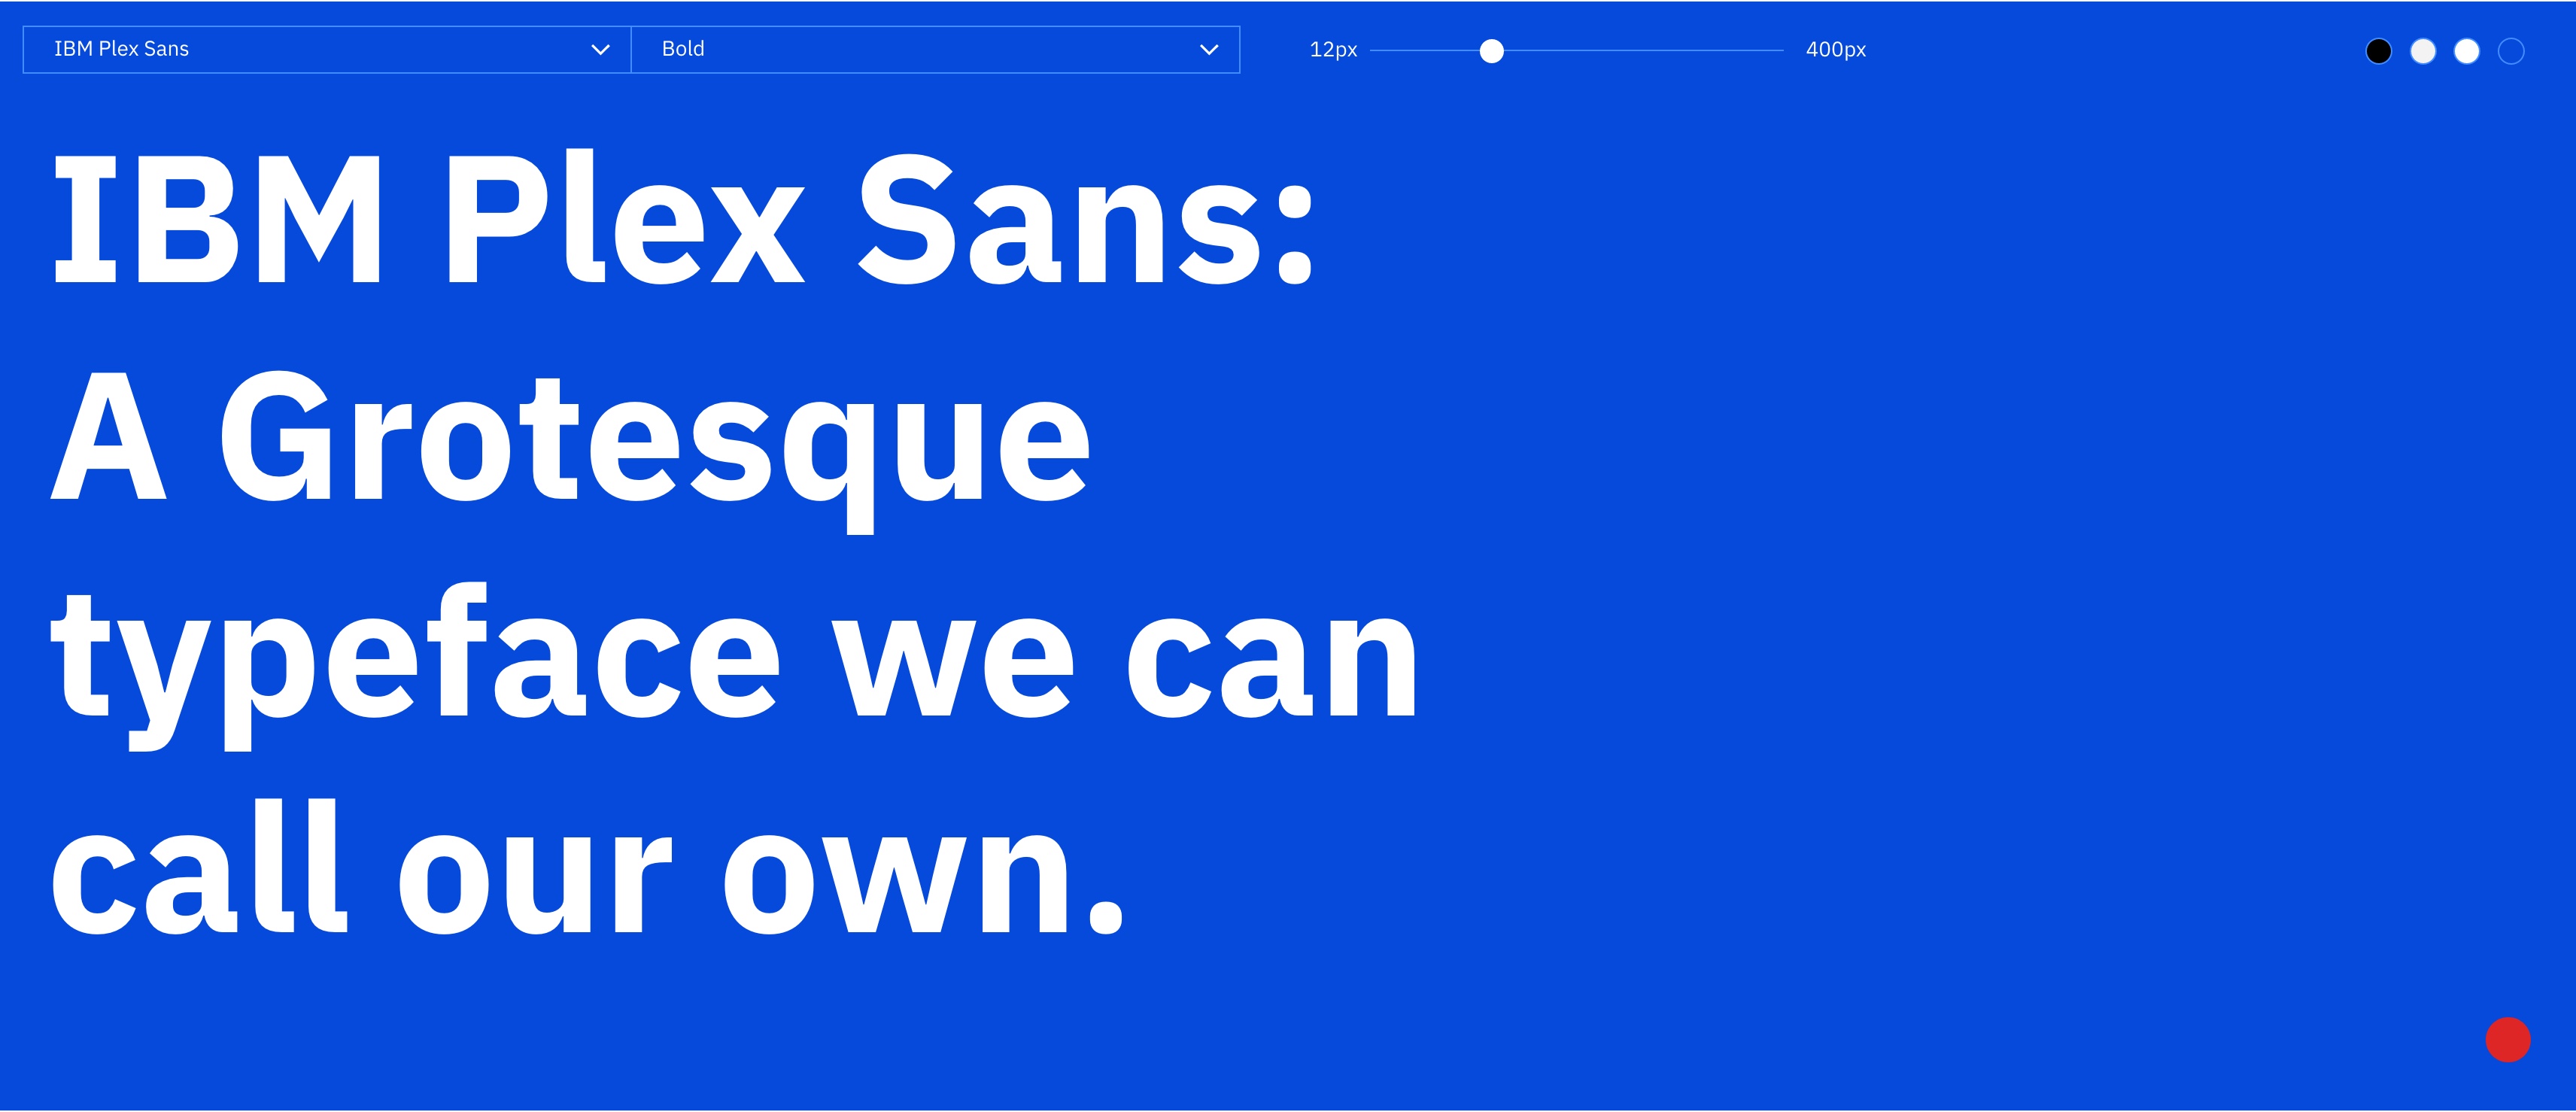 IBM Plex Sans
Bold
12px
400px
IBM Plex Sans:
A Grotesque
typeface we can
call our own.